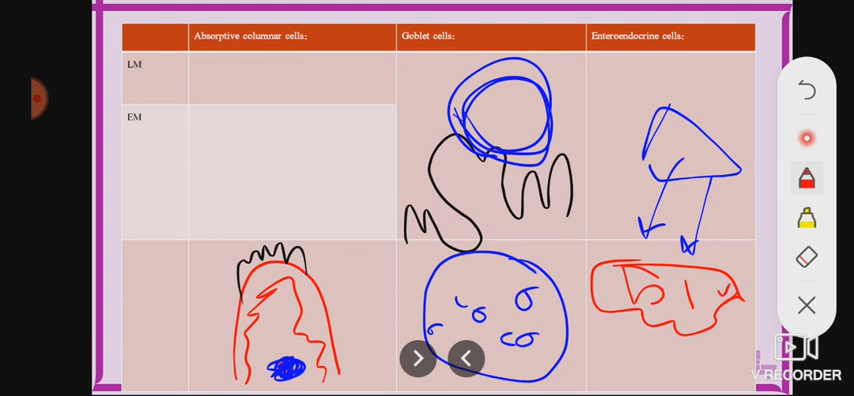 Absorptive columnar cells:
Goblet cells:
Enteroendocrine cells:
LM
EM
V RECORDER